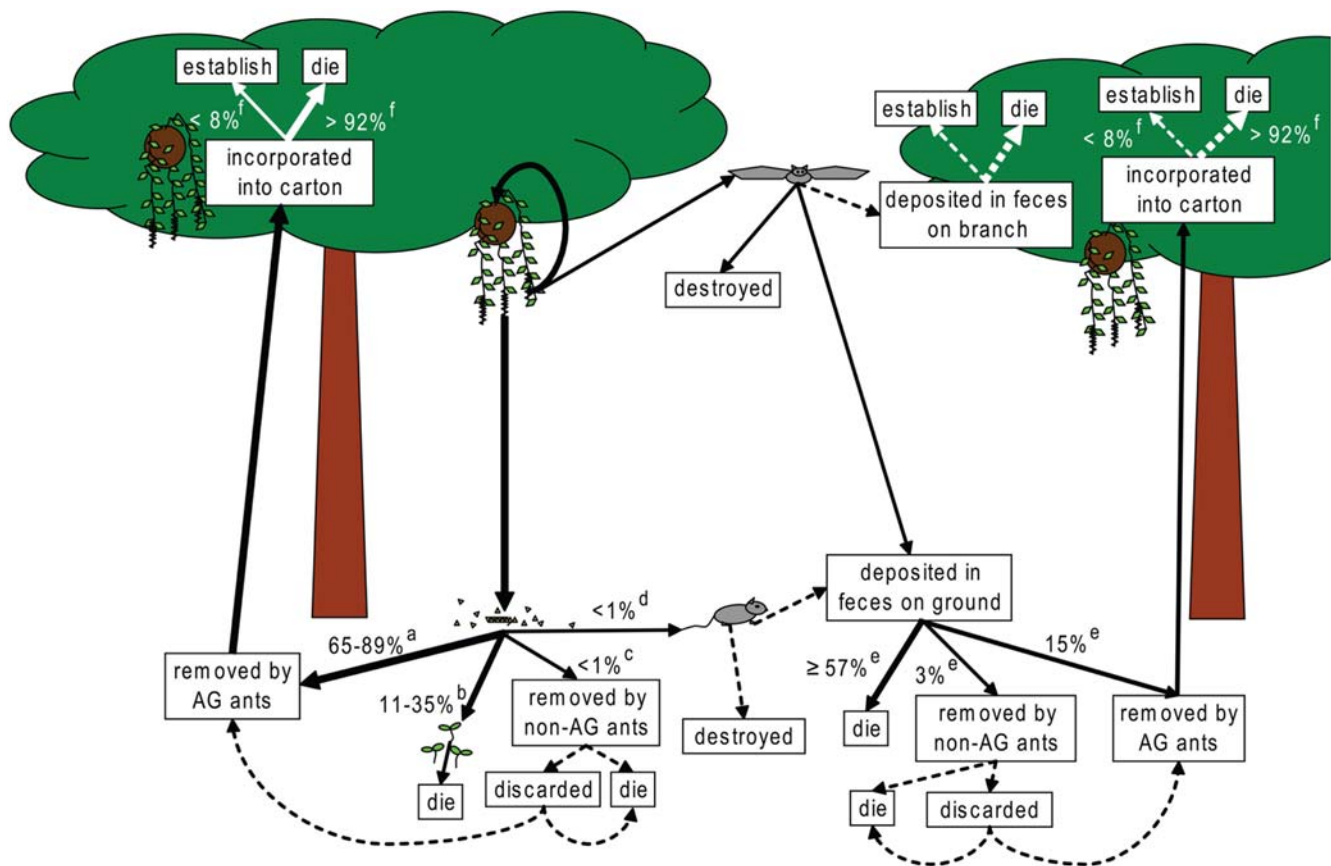 establish
die
< 8%f
> 92%f
incorporated
into carton
establish
die
deposited in feces
on branch
establish
die
< 8%f
> 92%f
incorporated
into carton
destroyed
deposited in
feces on ground
<1%d
65-89%a
<1%c
11-35%b
removed by
AG ants
removed by
non-AG ants
die
discarded
die
destroyed
≥ 57%e
3%e
15%e
die
removed by
non-AG ants
removed by
AG ants
die
discarded